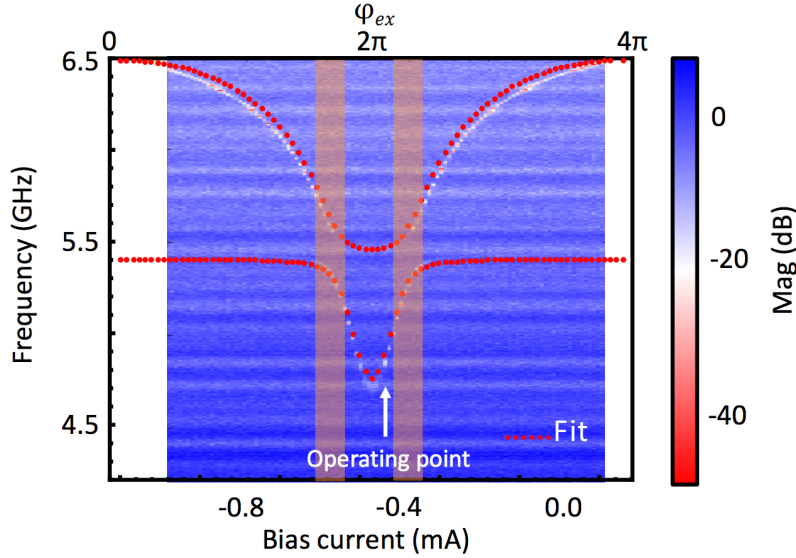 φex
0 2π 4π
6.5
5.5
4.5
Frequency (GHz)
Fit
Operating point
-0.8 -0.4 0.0
Bias current (mA)
0
-20
-40
Mag (dB)